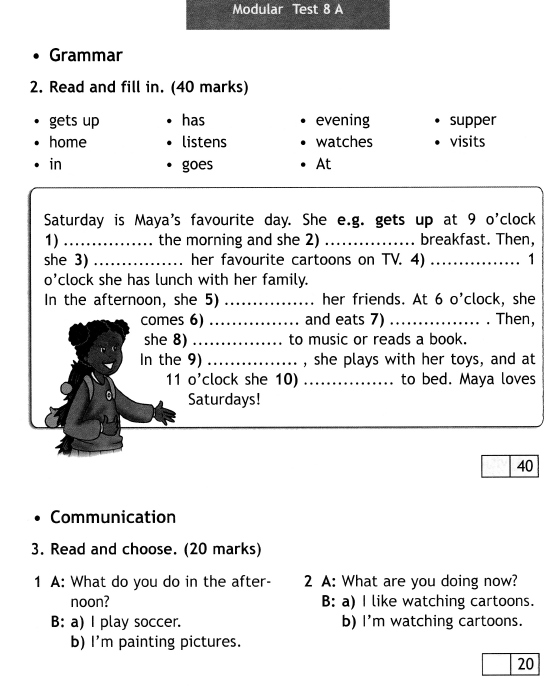 Modular Test 8 A
• Grammar
2. Read and fill in. (40 marks)
• gets up • has • evening • supper
• home • listens • watches • visits
• in • goes • At
Saturday is Maya's favourite day. She e.g. gets up at 9 o'clock
1) ................ the morning and she 2) ................ breakfast. Then,
she 3) ................ her favourite cartoons on TV. 4) ................ 1
o'clock she has lunch with her family.
In the afternoon, she 5) ................ her friends. At 6 o'clock, she
comes 6) ................ and eats 7) ................ . Then,
she 8) ................ to music or reads a book.
In the 9) ................ , she plays with her toys, and at
11 o'clock she 10) ................ to bed. Maya loves
Saturdays!
40
• Communication
3. Read and choose. (20 marks)
1 A: What do you do in the after-
noon?
B: a) I play soccer.
b) I'm painting pictures.
2 A: What are you doing now?
B: a) I like watching cartoons.
b) I'm watching cartoons.
20